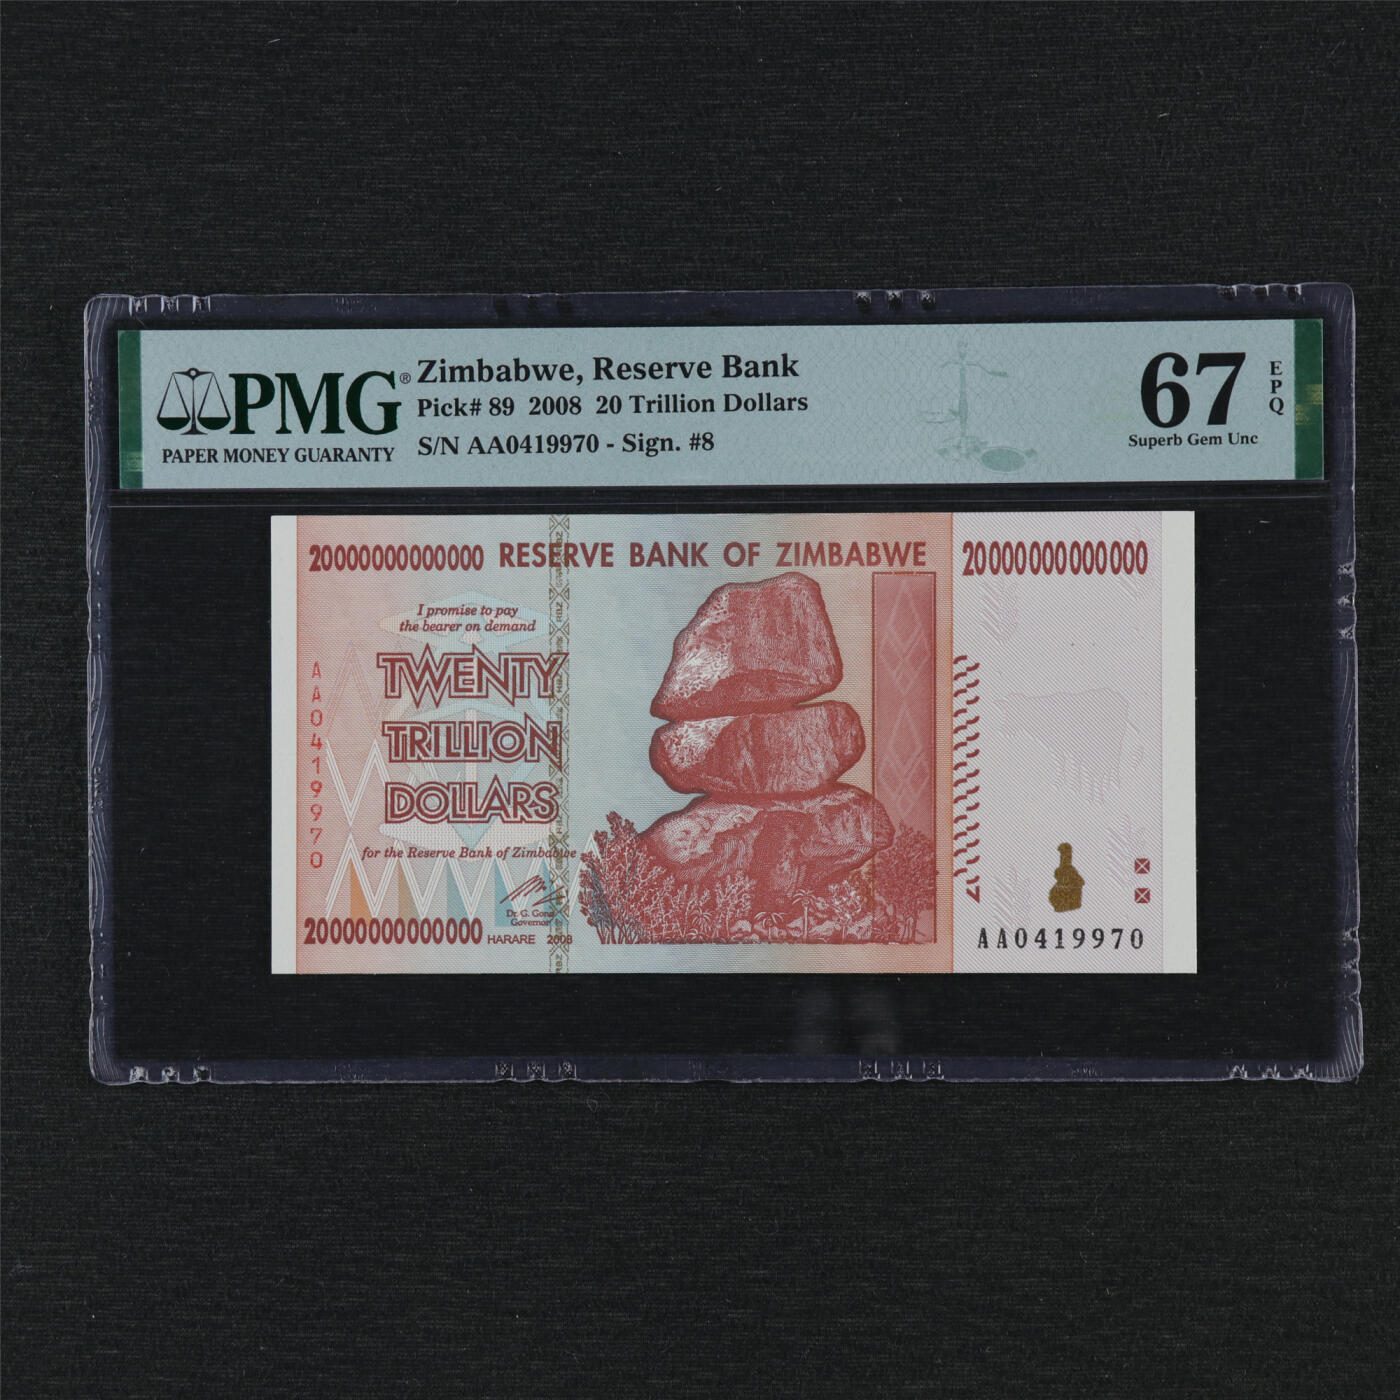 PMG®
PAPER MONEY GUARANTY
Zimbabwe, Reserve Bank
Pick# 89 2008 20 Trillion Dollars
S/N AA0419970 - Sign. #8
67
Superb Gem Unc
EPQ
20000000000000 RESERVE BANK OF ZIMBABWE 20000000000000
I promise to pay
the bearer on demand
TWENTY
TRILLION
DOLLARS
AA0419970
for the Reserve Bank of Zimbabwe
Dr. G. Gono
Governor
20000000000000 HARARE 2008
AA0419970